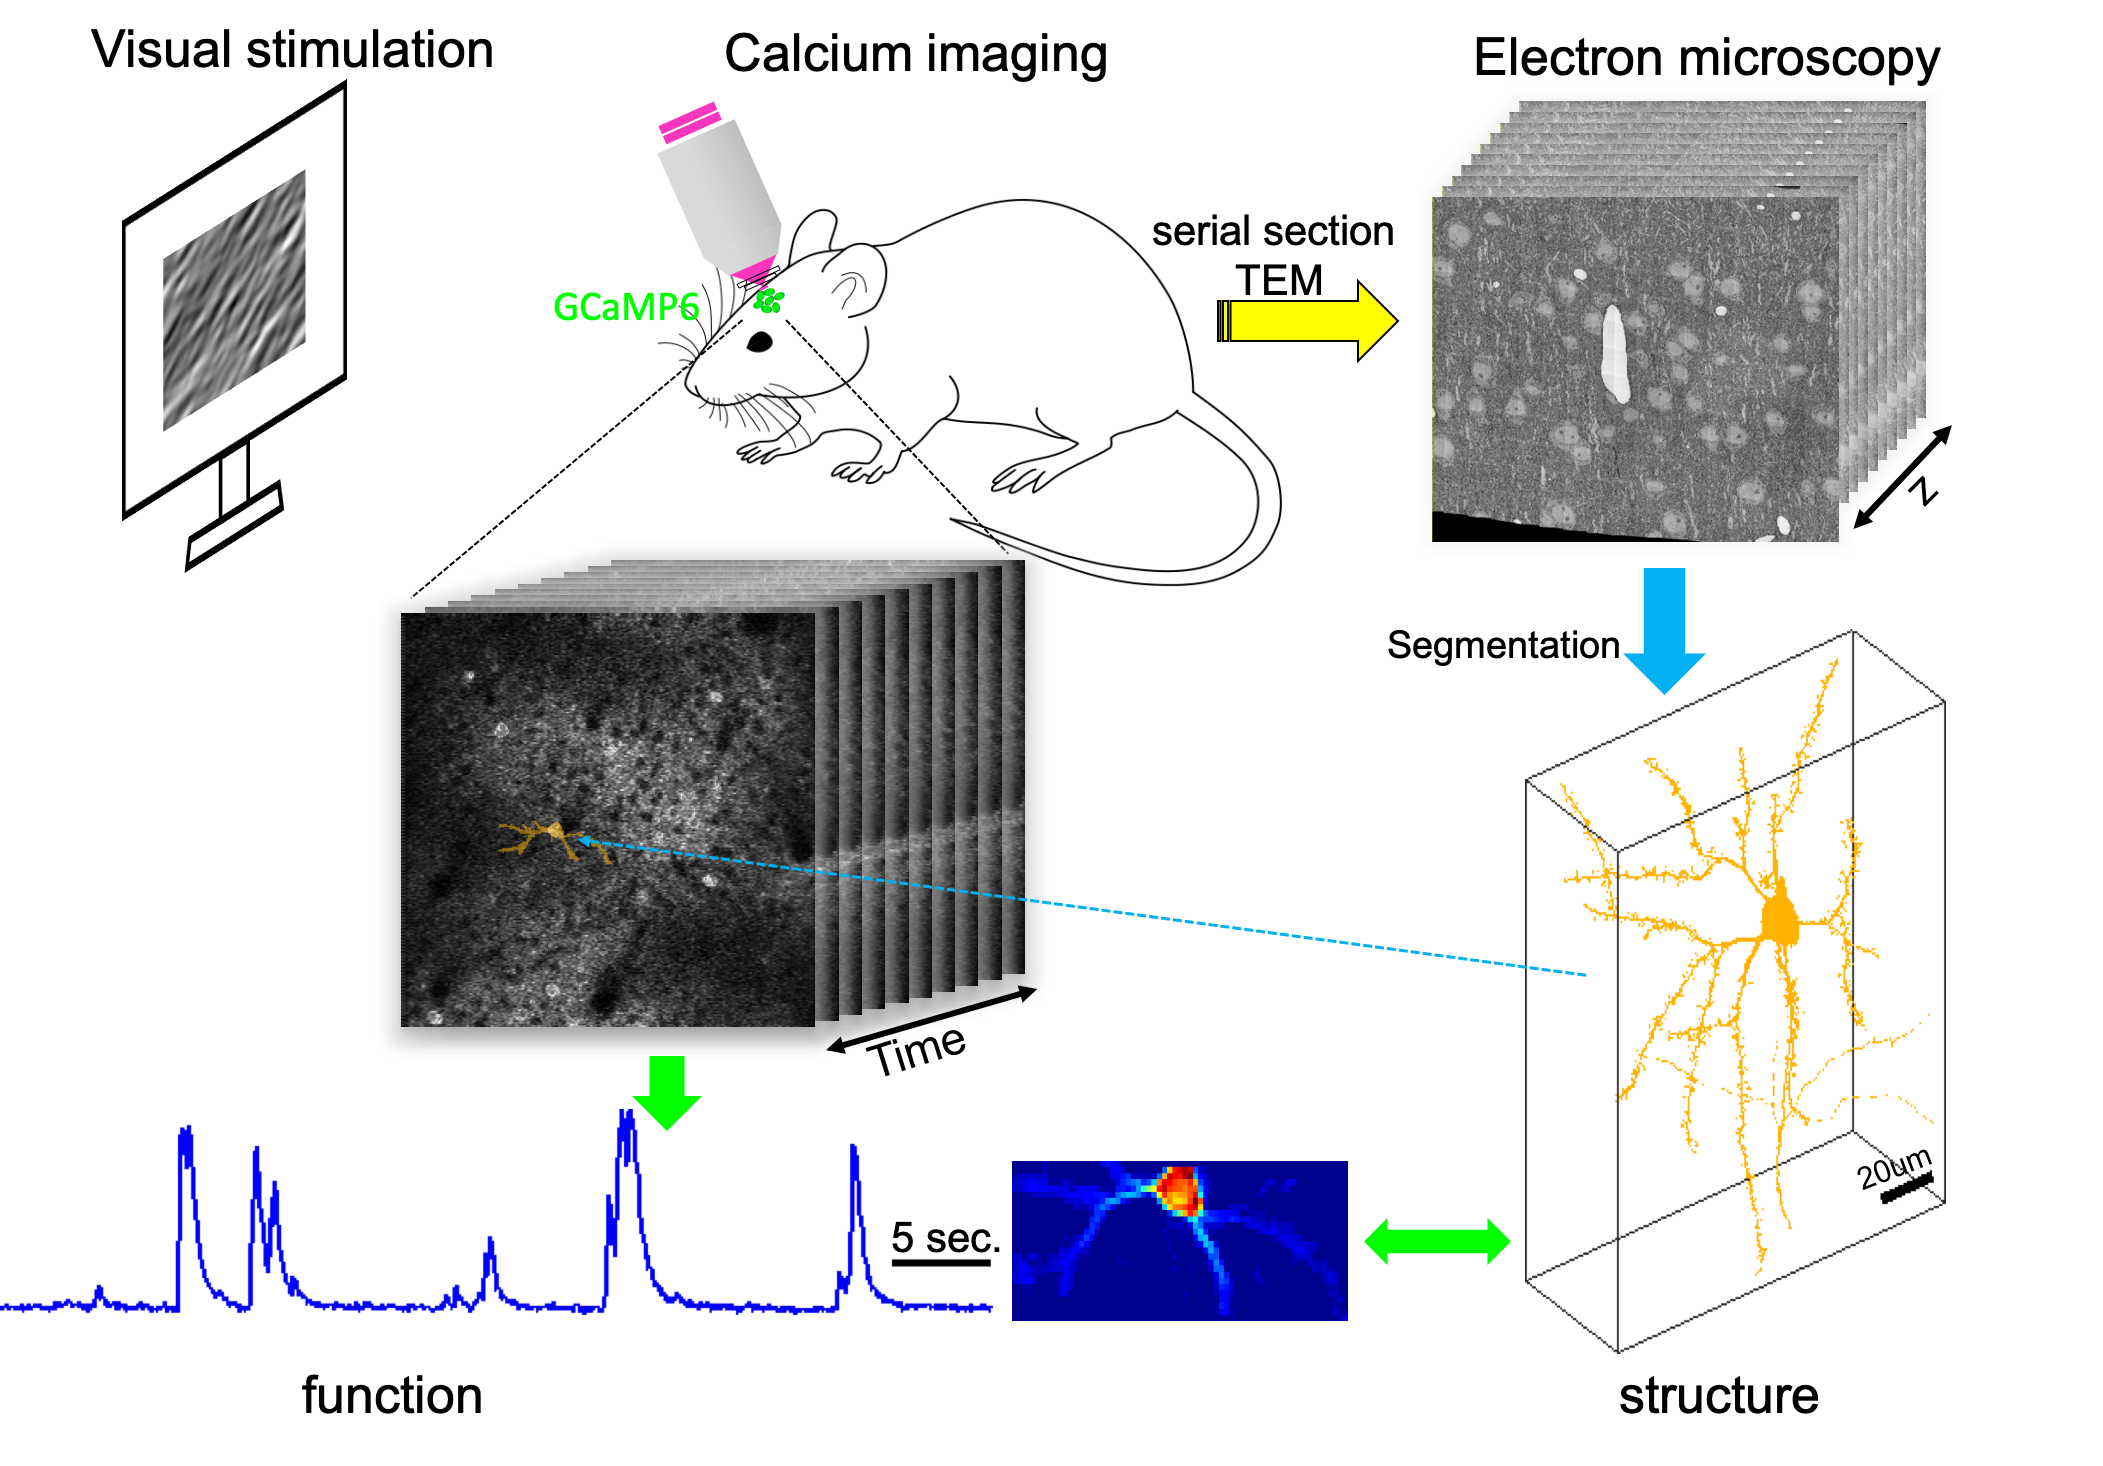 Visual stimulation
Calcium imaging
Electron microscopy
serial section
TEM
GCaMP6
Z
Segmentation
Time
20um
5 sec.
function
structure